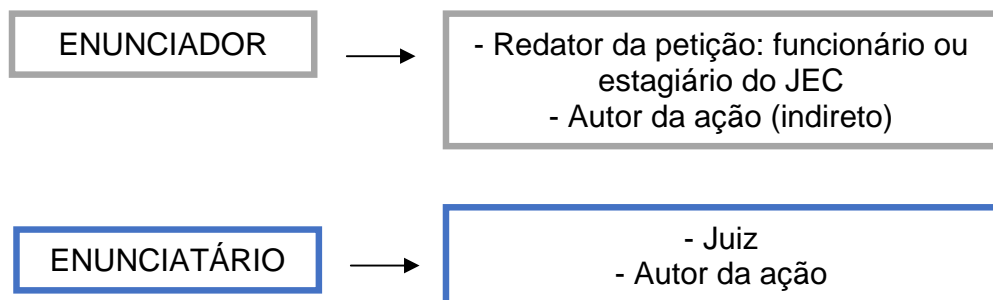 ENUNCIADOR
- Redator da petição: funcionário ou
estagiário do JEC
- Autor da ação (indireto)
ENUNCIATÁRIO
- Juiz
- Autor da ação